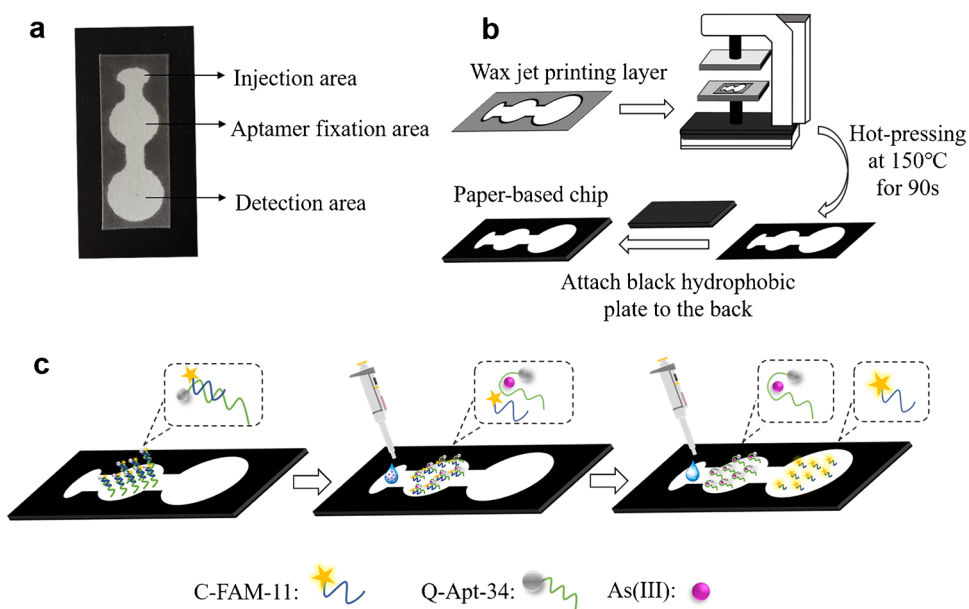 a
Injection area
Aptamer fixation area
Detection area
b
Wax jet printing layer
Hot-pressing
at 150℃
for 90s
Paper-based chip
Attach black hydrophobic
plate to the back
c
C-FAM-11:
Q-Apt-34:
As(III):